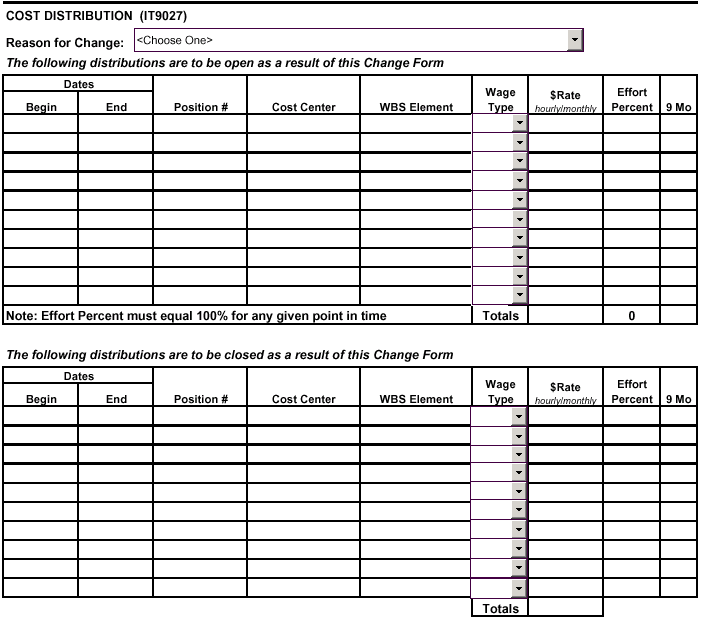 COST DISTRIBUTION (IT9027)
Reason for Change: <Choose One>
The following distributions are to be open as a result of this Change Form
Dates
Begin End Position # Cost Center WBS Element Wage Type $Rate hourly/monthly Effort Percent 9 Mo
Note: Effort Percent must equal 100% for any given point in time Totals 0
The following distributions are to be closed as a result of this Change Form
Dates
Begin End Position # Cost Center WBS Element Wage Type $Rate hourly/monthly Effort Percent 9 Mo
Totals